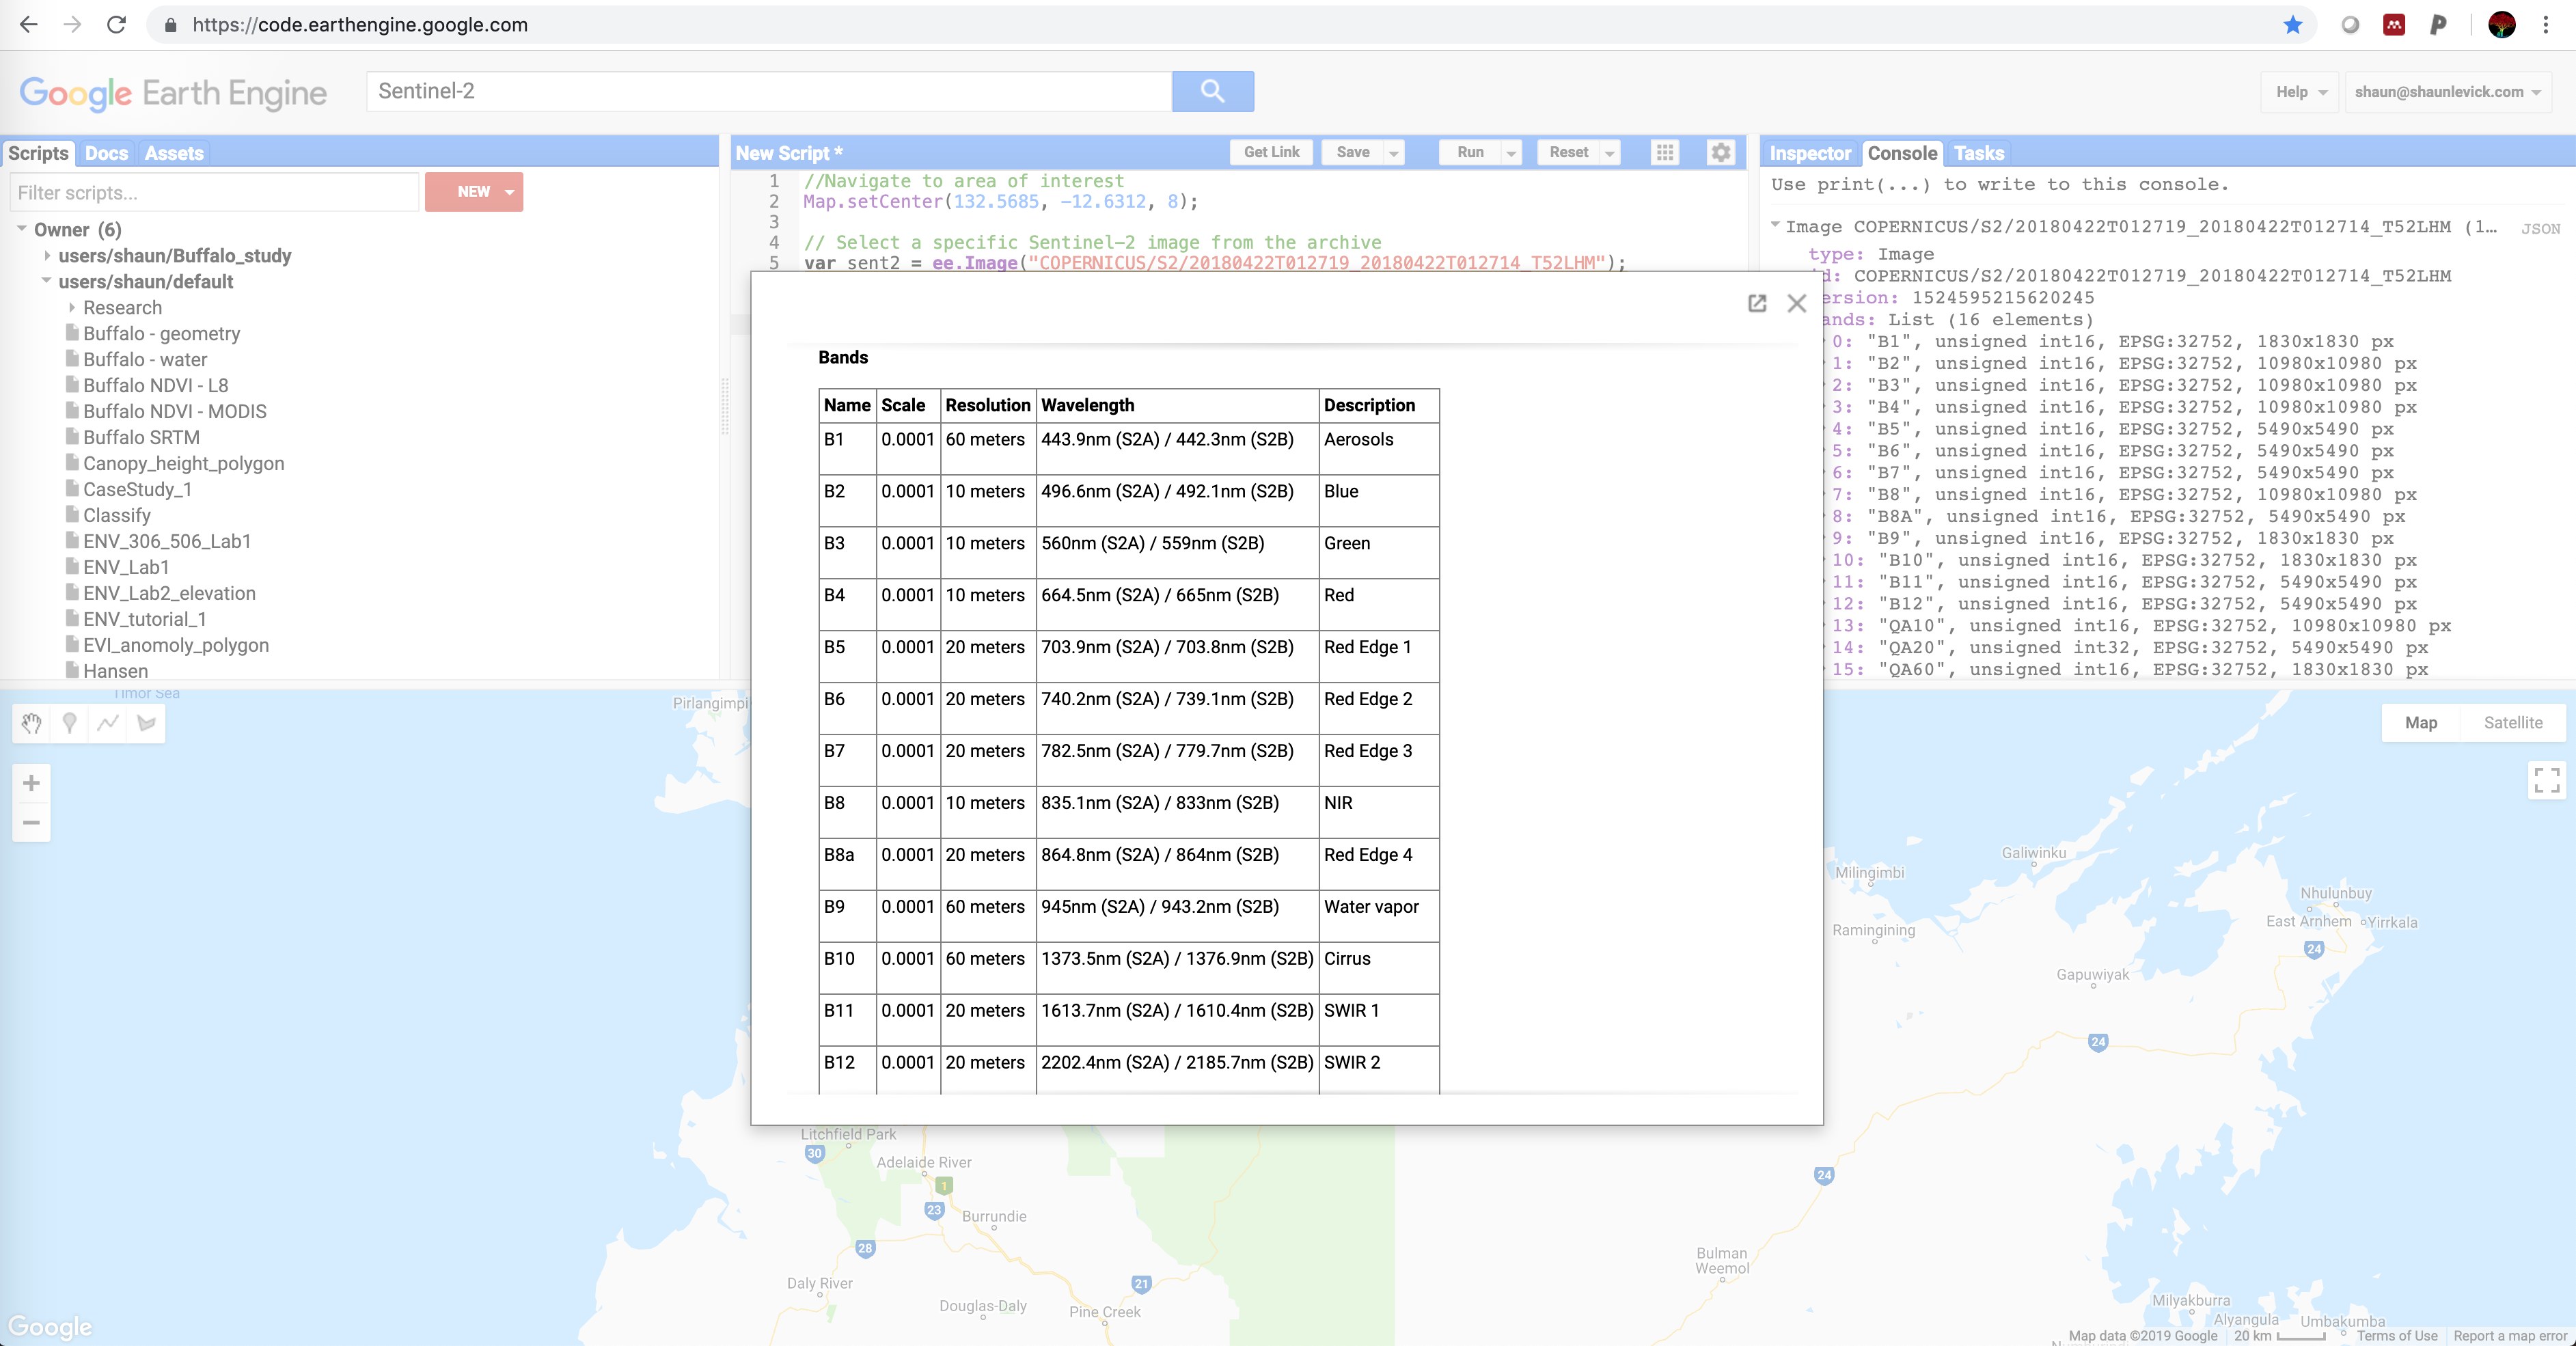 https://code.earthengine.google.com
Google Earth Engine
Sentinel-2
Help
shaun@shaunlevick.com
Scripts Docs Assets
Filter scripts...
NEW
Owner (6)
users/shaun/Buffalo_study
users/shaun/default
Research
Buffalo - geometry
Buffalo - water
Buffalo NDVI - L8
Buffalo NDVI - MODIS
Buffalo SRTM
Canopy_height_polygon
CaseStudy_1
Classify
ENV_306_506_Lab1
ENV_Lab1
ENV_Lab2_elevation
ENV_tutorial_1
EVI_anomoly_polygon
Hansen
New Script *
Get Link Save Run Reset
1 //Navigate to area of interest
2 Map.setCenter(132.5685, -12.6312, 8);
3
4 // Select a specific Sentinel-2 image from the archive
5 var sent2 = ee.Image("COPERNICUS/S2/20180422T012719_20180422T012714_T52LHM");
Inspector Console Tasks
Use print(...) to write to this console.
Image COPERNICUS/S2/20180422T012719_20180422T012714_T52LHM (1... JSON
type: Image
d: COPERNICUS/S2/20180422T012719_20180422T012714_T52LHM
ersion: 1524595215620245
ands: List (16 elements)
0: "B1", unsigned int16, EPSG:32752, 1830x1830 px
1: "B2", unsigned int16, EPSG:32752, 10980x10980 px
2: "B3", unsigned int16, EPSG:32752, 10980x10980 px
3: "B4", unsigned int16, EPSG:32752, 10980x10980 px
4: "B5", unsigned int16, EPSG:32752, 5490x5490 px
5: "B6", unsigned int16, EPSG:32752, 5490x5490 px
6: "B7", unsigned int16, EPSG:32752, 5490x5490 px
7: "B8", unsigned int16, EPSG:32752, 10980x10980 px
8: "B8A", unsigned int16, EPSG:32752, 5490x5490 px
9: "B9", unsigned int16, EPSG:32752, 1830x1830 px
10: "B10", unsigned int16, EPSG:32752, 1830x1830 px
11: "B11", unsigned int16, EPSG:32752, 5490x5490 px
12: "B12", unsigned int16, EPSG:32752, 5490x5490 px
13: "QA10", unsigned int16, EPSG:32752, 10980x10980 px
14: "QA20", unsigned int32, EPSG:32752, 5490x5490 px
15: "QA60", unsigned int16, EPSG:32752, 1830x1830 px
Bands
Name Scale Resolution Wavelength Description
B1 0.0001 60 meters 443.9nm (S2A) / 442.3nm (S2B) Aerosols
B2 0.0001 10 meters 496.6nm (S2A) / 492.1nm (S2B) Blue
B3 0.0001 10 meters 560nm (S2A) / 559nm (S2B) Green
B4 0.0001 10 meters 664.5nm (S2A) / 665nm (S2B) Red
B5 0.0001 20 meters 703.9nm (S2A) / 703.8nm (S2B) Red Edge 1
B6 0.0001 20 meters 740.2nm (S2A) / 739.1nm (S2B) Red Edge 2
B7 0.0001 20 meters 782.5nm (S2A) / 779.7nm (S2B) Red Edge 3
B8 0.0001 10 meters 835.1nm (S2A) / 833nm (S2B) NIR
B8a 0.0001 20 meters 864.8nm (S2A) / 864nm (S2B) Red Edge 4
B9 0.0001 60 meters 945nm (S2A) / 943.2nm (S2B) Water vapor
B10 0.0001 60 meters 1373.5nm (S2A) / 1376.9nm (S2B) Cirrus
B11 0.0001 20 meters 1613.7nm (S2A) / 1610.4nm (S2B) SWIR 1
B12 0.0001 20 meters 2202.4nm (S2A) / 2185.7nm (S2B) SWIR 2
Timor Sea
Pirlangimpi
Map Satellite
Galiwinku
Milingimbi
Nhulunbuy
East Arnhem Yirrkala
Ramingining
24
Gapuwiyak
24
Litchfield Park
30
Adelaide River
24
1
23
Burrundie
28
Bulman
Weemol
Daly River
21
Douglas-Daly
Pine Creek
Milyakburra
Alyangula
Umbakumba
Google
Map data ©2019 Google 20 km Terms of Use Report a map error